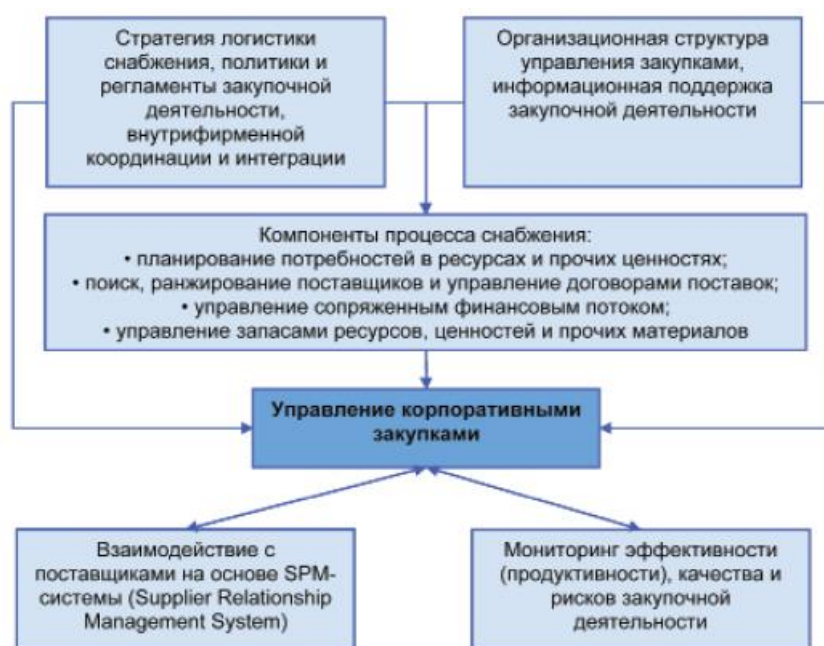 Стратегия логистики
снабжения, политики и
регламенты закупочной
деятельности,
внутрифирменной
координации и интеграции
Организационная структура
управления закупками,
информационная поддержка
закупочной деятельности
Компоненты процесса снабжения:
• планирование потребностей в ресурсах и прочих ценностях;
• поиск, ранжирование поставщиков и управление договорами поставок;
• управление сопряженным финансовым потоком;
• управление запасами ресурсов, ценностей и прочих материалов
Управление корпоративными
закупками
Взаимодействие с
поставщиками на основе SPM-
системы (Supplier Relationship
Management System)
Мониторинг эффективности
(продуктивности), качества и
рисков закупочной
деятельности